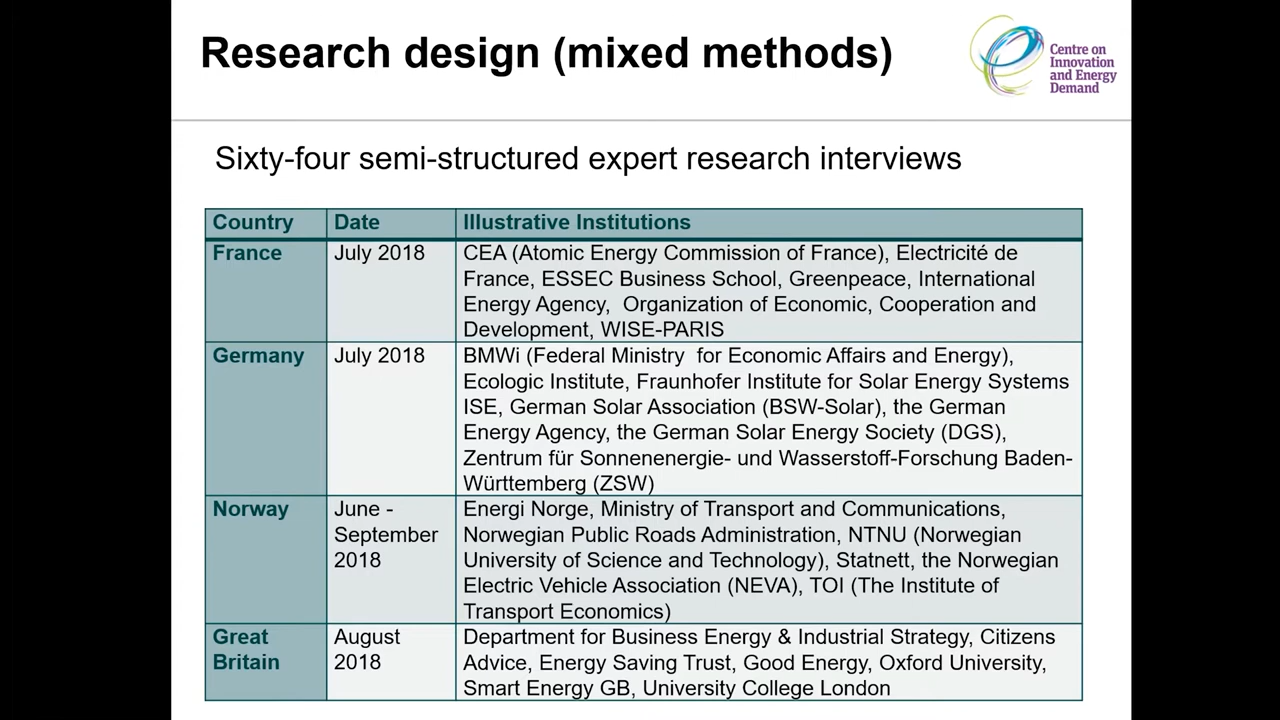 Research design (mixed methods)
Centre on
Innovation
and Energy
Demand
Sixty-four semi-structured expert research interviews
Country Date Illustrative Institutions
France July 2018 CEA (Atomic Energy Commission of France), Electricité de
France, ESSEC Business School, Greenpeace, International
Energy Agency, Organization of Economic, Cooperation and
Development, WISE-PARIS
Germany July 2018 BMWi (Federal Ministry for Economic Affairs and Energy),
Ecologic Institute, Fraunhofer Institute for Solar Energy Systems
ISE, German Solar Association (BSW-Solar), the German
Energy Agency, the German Solar Energy Society (DGS),
Zentrum für Sonnenenergie- und Wasserstoff-Forschung Baden-
Württemberg (ZSW)
Norway June - Energi Norge, Ministry of Transport and Communications,
September Norwegian Public Roads Administration, NTNU (Norwegian
2018 University of Science and Technology), Statnett, the Norwegian
Electric Vehicle Association (NEVA), TOI (The Institute of
Transport Economics)
Great August Department for Business Energy & Industrial Strategy, Citizens
Britain 2018 Advice, Energy Saving Trust, Good Energy, Oxford University,
Smart Energy GB, University College London